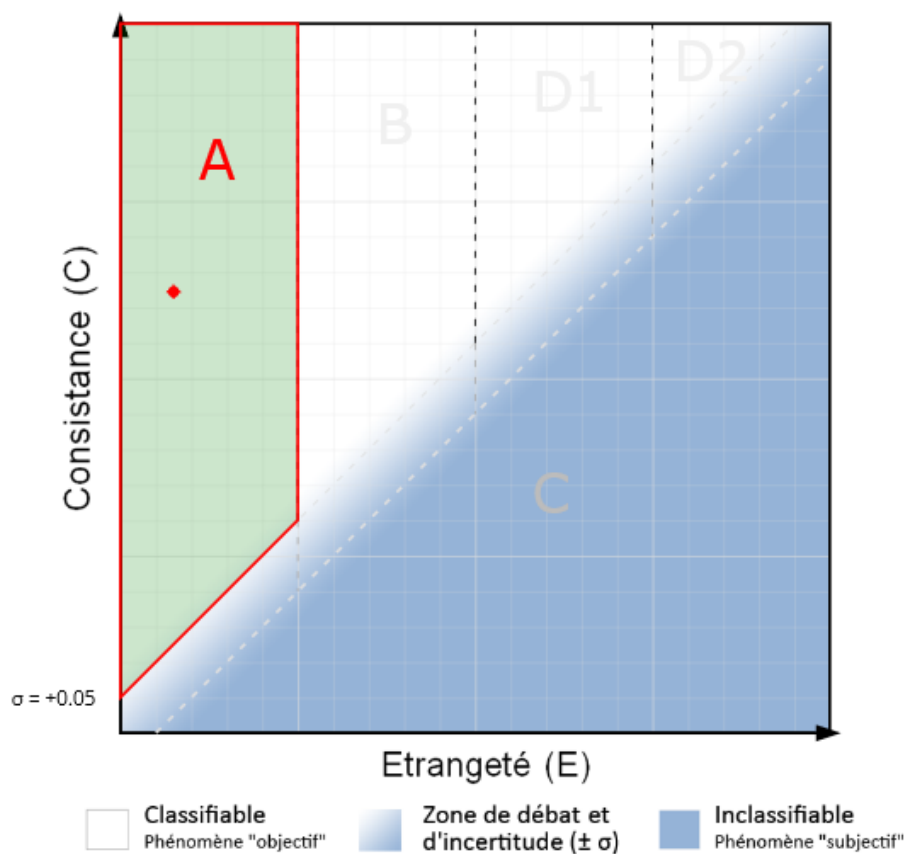 D2
D1
B
A
Consistance (C)
C
σ = +0.05
Etrangeté (E)
Classifiable
Phénomène "objectif"
Zone de débat et
d'incertitude (± σ)
Inclassifiable
Phénomène "subjectif"